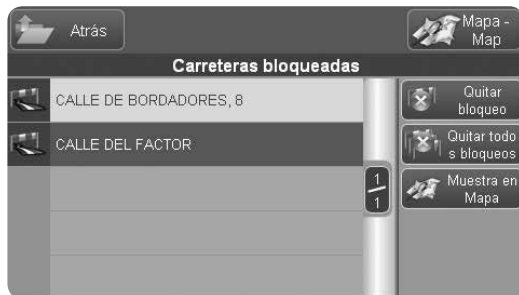 Atrás
Mapa -
Map
Carreteras bloqueadas
CALLE DE BORDADORES, 8
Quitar
bloqueo
CALLE DEL FACTOR
Quitar todo
s bloqueos
1
1
Muestra en
Mapa